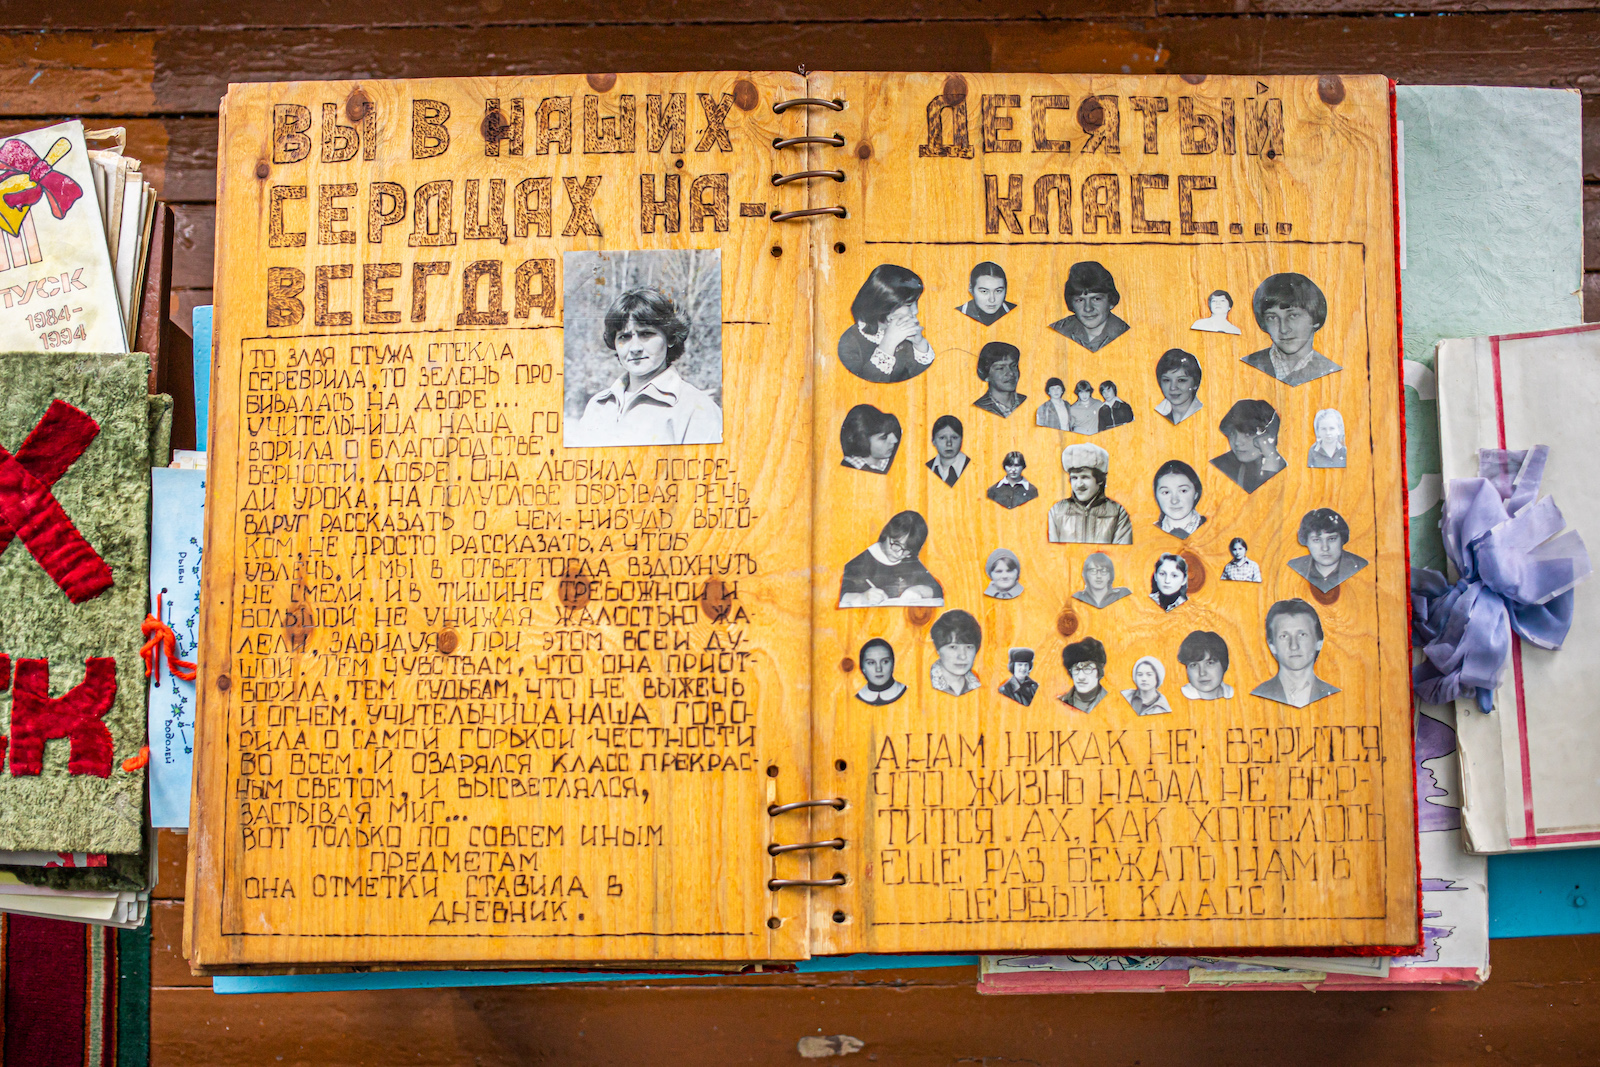 ВЫ В НАШИХ
СЕРДЦАХ НА-
ВСЕГДА
ТО ЗЛАЯ СТУЖА СТЕКЛА
СЕРЕБРИЛА, ТО ЗЕЛЕНЬ ПРО-
БИВАЛАСЬ НА ДВОРЕ...
УЧИТЕЛЬНИЦА НАША ГО
ВОРИЛА О БЛАГОРОДСТВЕ,
ВЕРНОСТИ, ДОБРЕ. ОНА ЛЮБИЛА ПОСРЕ-
ДИ УРОКА, НА ПОЛУСЛОВЕ ОБРЫВАЯ РЕЧЬ,
ВДРУГ РАССКАЗАТЬ О ЧЕМ-НИБУДЬ ВЫСО-
КОМ, НЕ ПРОСТО РАССКАЗАТЬ, А ЧТОБ
УВЛЕЧЬ. И МЫ В ОТВЕТ ТОГДА ВЗДОХНУТЬ
НЕ СМЕЛИ. И В ТИШИНЕ ТРЕВОЖНОЙ И
БОЛЬШОЙ НЕ УНИЖАЯ ЖАЛОСТЬЮ ЖА-
ЛЕЛИ, ЗАВИДУЯ ПРИ ЭТОМ ВСЕЙ ДУ-
ШОЙ. ТЕМ ЧУВСТВАМ, ЧТО ОНА ПРИОТ-
ВОРИЛА, ТЕМ СУДЬБАМ, ЧТО НЕ ВЫЖЕЧЬ
И ОГНЕМ. УЧИТЕЛЬНИЦА НАША ГОВО-
РИЛА О САМОЙ ГОРЬКОЙ ЧЕСТНОСТИ
ВО ВСЕМ. И ОЗАРЯЛСЯ КЛАСС ПРЕКРАС-
НЫМ СВЕТОМ, И ВЫСВЕТЛЯЛСЯ,
ЗАСТЫВАЯ МИГ...
ВОТ ТОЛЬКО ПО СОВСЕМ ИНЫМ
ПРЕДМЕТАМ
ОНА ОТМЕТКИ СТАВИЛА В
ДНЕВНИК.
ДЕСЯТЫЙ
КЛАСС...
А НАМ НИКАК НЕ ВЕРИТСЯ,
ЧТО ЖИЗНЬ НАЗАД НЕ ВЕР-
ТИТСЯ. АХ, КАК ХОТЕЛОСЬ
ЕЩЕ РАЗ БЕЖАТЬ НАМ В
ПЕРВЫЙ КЛАСС!
1984-
1994
РЫБЫ
ВОДОЛЕЙ